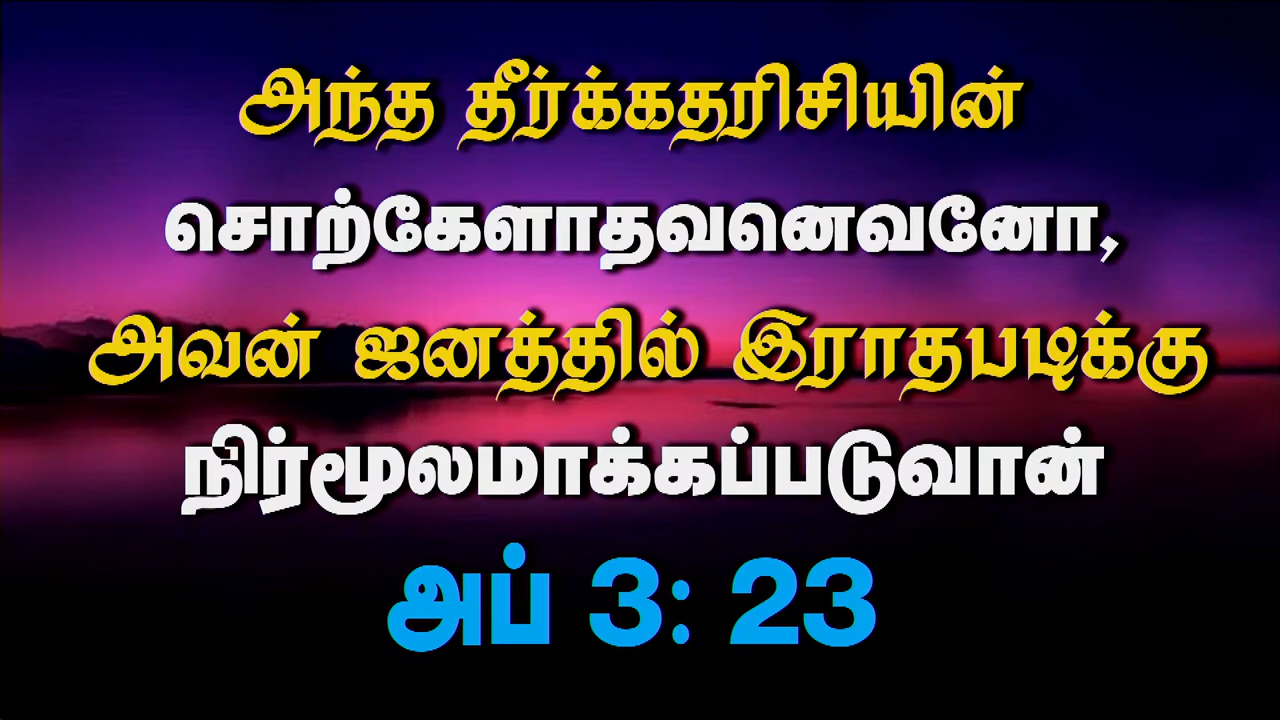 அந்த தீர்க்கதரிசியின்
சொற்கேளாதவனெவனோ,
அவன் ஜனத்தில் இராதபடிக்கு
நிர்மூலமாக்கப்படுவான்
அப் 3: 23